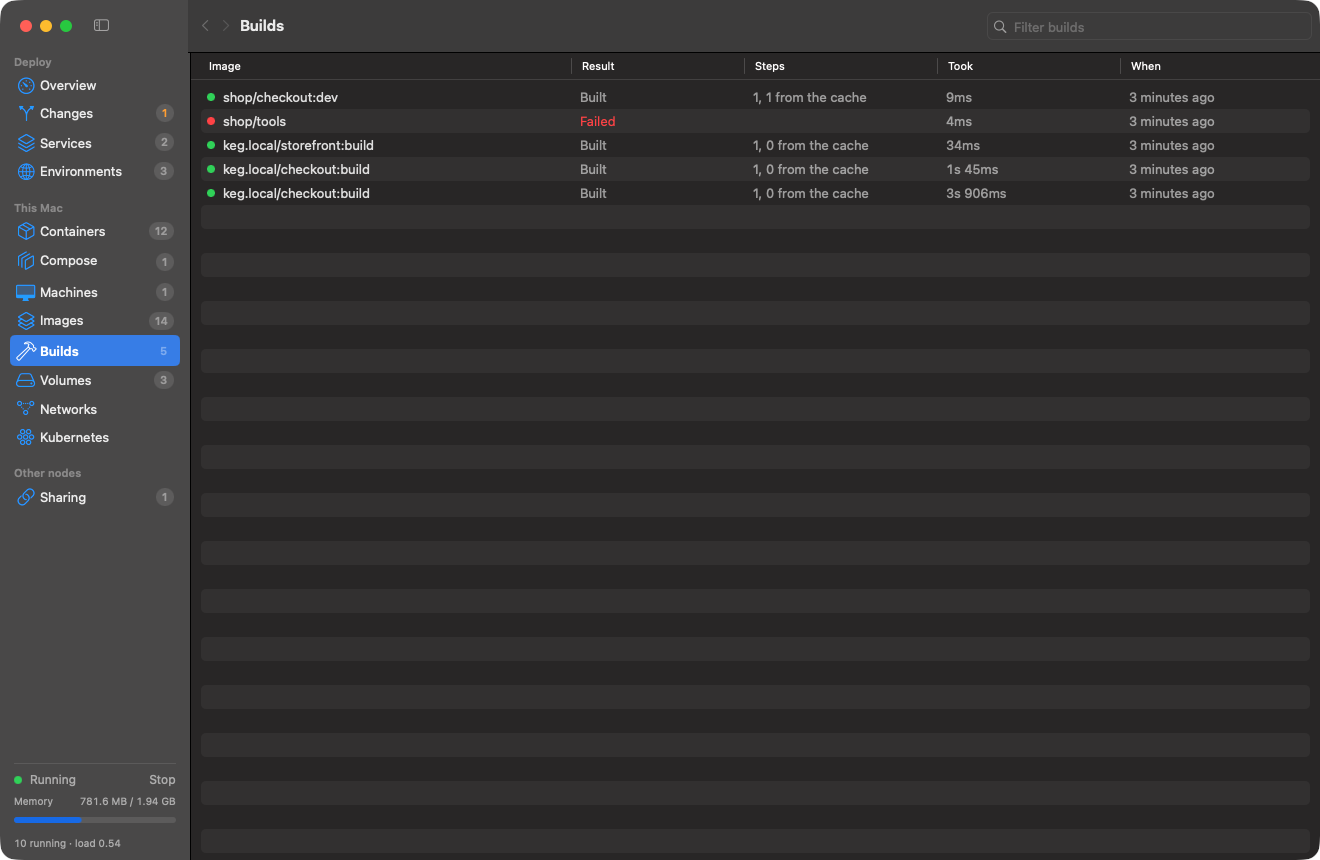 Builds
Filter builds
Deploy
Overview
Changes 1
Services 2
Environments 3
This Mac
Containers 12
Compose 1
Machines 1
Images 14
Builds 5
Volumes 3
Networks
Kubernetes
Other nodes
Sharing 1
Running Stop
Memory 781.6 MB / 1.94 GB
10 running · load 0.54
Image Result Steps Took When
shop/checkout:dev Built 1, 1 from the cache 9ms 3 minutes ago
shop/tools Failed 4ms 3 minutes ago
keg.local/storefront:build Built 1, 0 from the cache 34ms 3 minutes ago
keg.local/checkout:build Built 1, 0 from the cache 1s 45ms 3 minutes ago
keg.local/checkout:build Built 1, 0 from the cache 3s 906ms 3 minutes ago